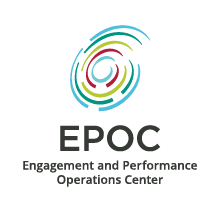 EPOC
Engagement and Performance
Operations Center